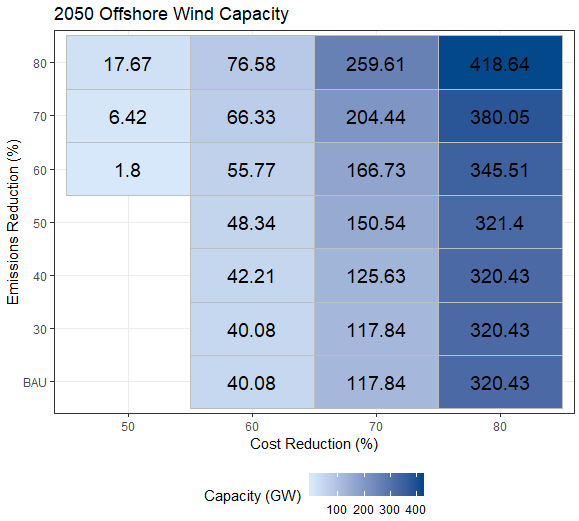 2050 Offshore Wind Capacity
Emissions Reduction (%)
80 17.67 76.58 259.61 418.64
70 6.42 66.33 204.44 380.05
60 1.8 55.77 166.73 345.51
50 48.34 150.54 321.4
40 42.21 125.63 320.43
30 40.08 117.84 320.43
BAU 40.08 117.84 320.43
50 60 70 80
Cost Reduction (%)
Capacity (GW)
100 200 300 400